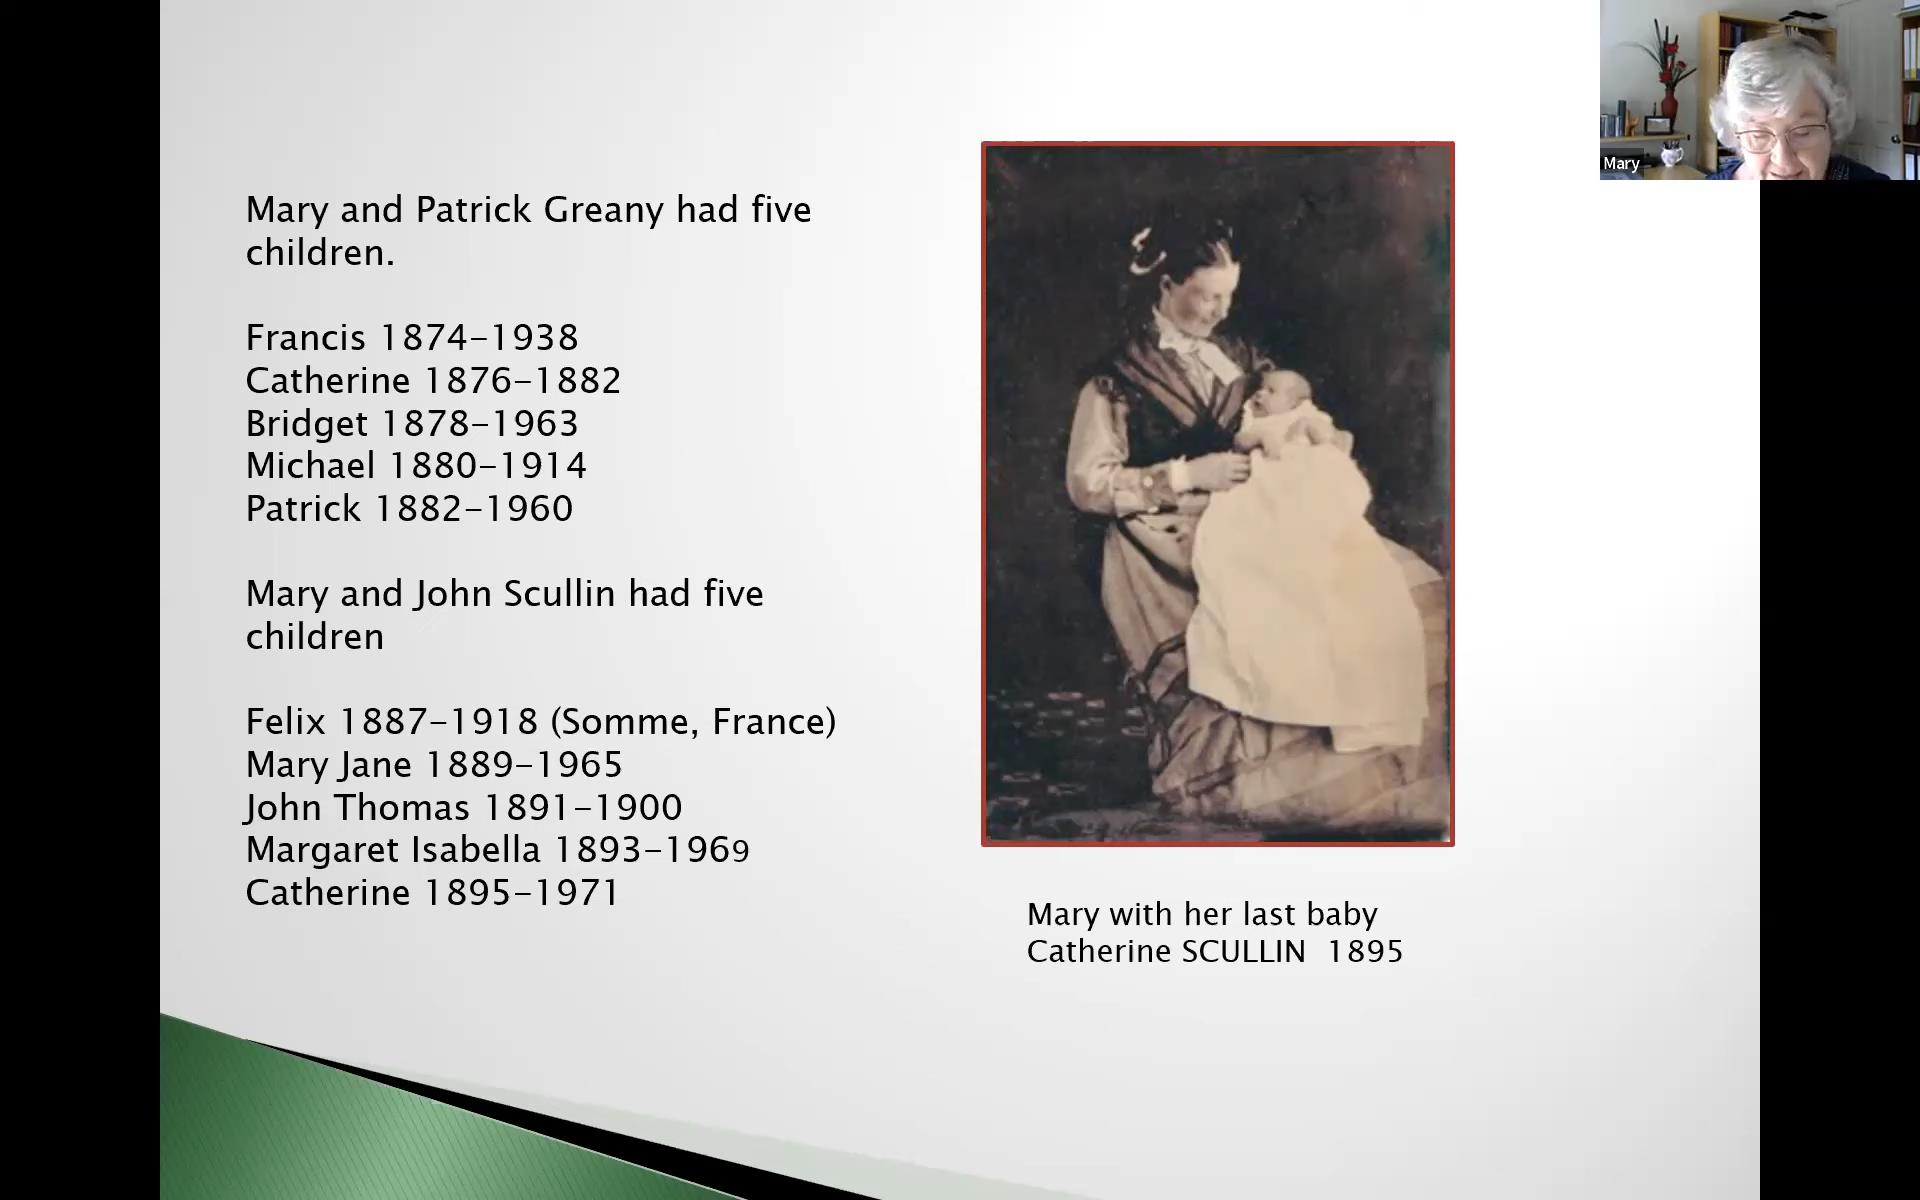 Mary and Patrick Greany had five
children.
Francis 1874-1938
Catherine 1876-1882
Bridget 1878-1963
Michael 1880-1914
Patrick 1882-1960
Mary and John Scullin had five
children
Felix 1887-1918 (Somme, France)
Mary Jane 1889-1965
John Thomas 1891-1900
Margaret Isabella 1893-1969
Catherine 1895-1971
Mary with her last baby
Catherine SCULLIN 1895
Mary